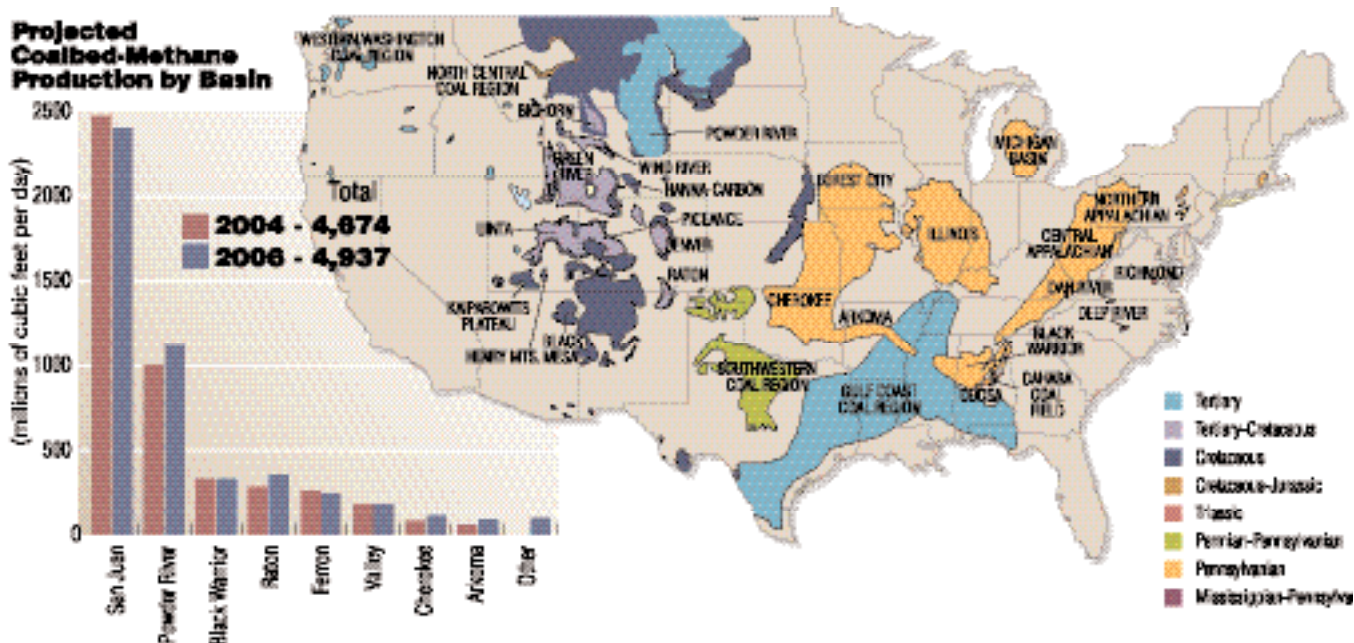 Projected
Coalbed-Methane
Production by Basin
(millions of cubic feet per day)
2500
2000
1500
1000
500
0
Total
2004 - 4,674
2006 - 4,937
San Juan
Powder River
Black Warrior
Raton
Ferron
Valley
Cherokee
Arkoma
Other
WESTERN WASHINGTON
COAL REGION
NORTH CENTRAL
COAL REGION
BIGHORN
POWDER RIVER
WIND RIVER
GREEN
RIVER
HANNA-CARBON
UINTA
PICEANCE
DENVER
RATON
KAIPAROWITS
PLATEAU
HENRY MTS.
BLACK
MESA
FOREST CITY
ILLINOIS
MICHIGAN
BASIN
NORTHERN
APPALACHIAN
CENTRAL
APPALACHIAN
RICHMOND
DAN RIVER
DEEP RIVER
CHEROKEE
ARKOMA
BLACK
WARRIOR
SOUTHWESTERN
COAL REGION
GULF COAST
COAL REGION
COAL
FIELD
Tertiary
Tertiary-Cretaceous
Cretaceous
Cretaceous-Jurassic
Triassic
Permian-Pennsylvanian
Pennsylvanian
Mississippian-Pennsylva